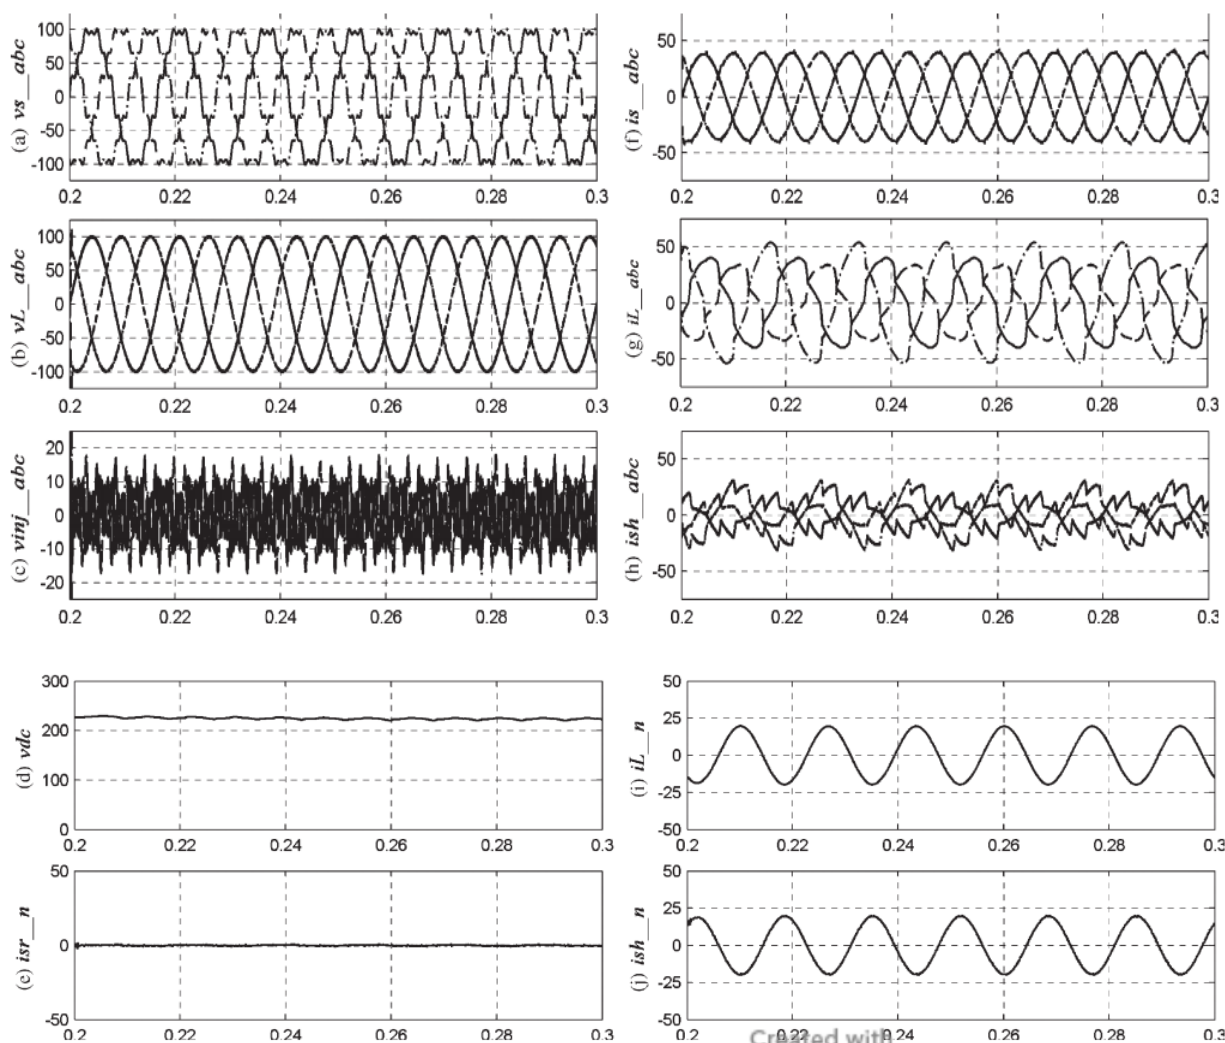 100
50
0
-50
-100
(a) vs__abc
0.2 0.22 0.24 0.26 0.28 0.3
50
0
-50
(f) is__abc
0.2 0.22 0.24 0.26 0.28 0.3
100
50
0
-50
-100
(b) vL__abc
0.2 0.22 0.24 0.26 0.28 0.3
50
0
-50
(g) iL_abc
0.2 0.22 0.24 0.26 0.28 0.3
20
10
0
-10
-20
(c) vinj__abc
0.2 0.22 0.24 0.26 0.28 0.3
50
0
-50
(h) ish__abc
0.2 0.22 0.24 0.26 0.28 0.3
300
200
100
0
(d) vdc
0.2 0.22 0.24 0.26 0.28 0.3
50
25
0
-25
-50
(i) iL__n
0.2 0.22 0.24 0.26 0.28 0.3
50
0
-50
(e) isr__n
0.2 0.22 0.24 0.26 0.28 0.3
50
25
0
-25
-50
(j) ish__n
0.2 0.22 0.24 0.26 0.28 0.3
Created with